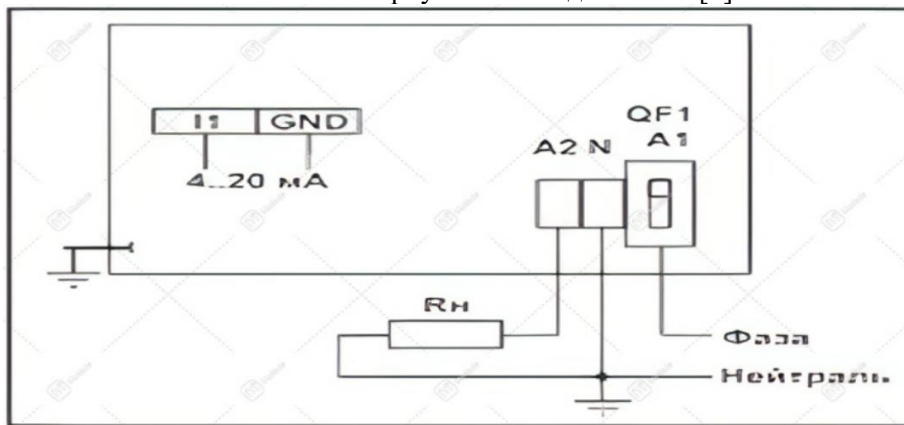 I1 GND
4..20 мА
QF1
A2 N A1
Rн
Фаза
Нейтраль